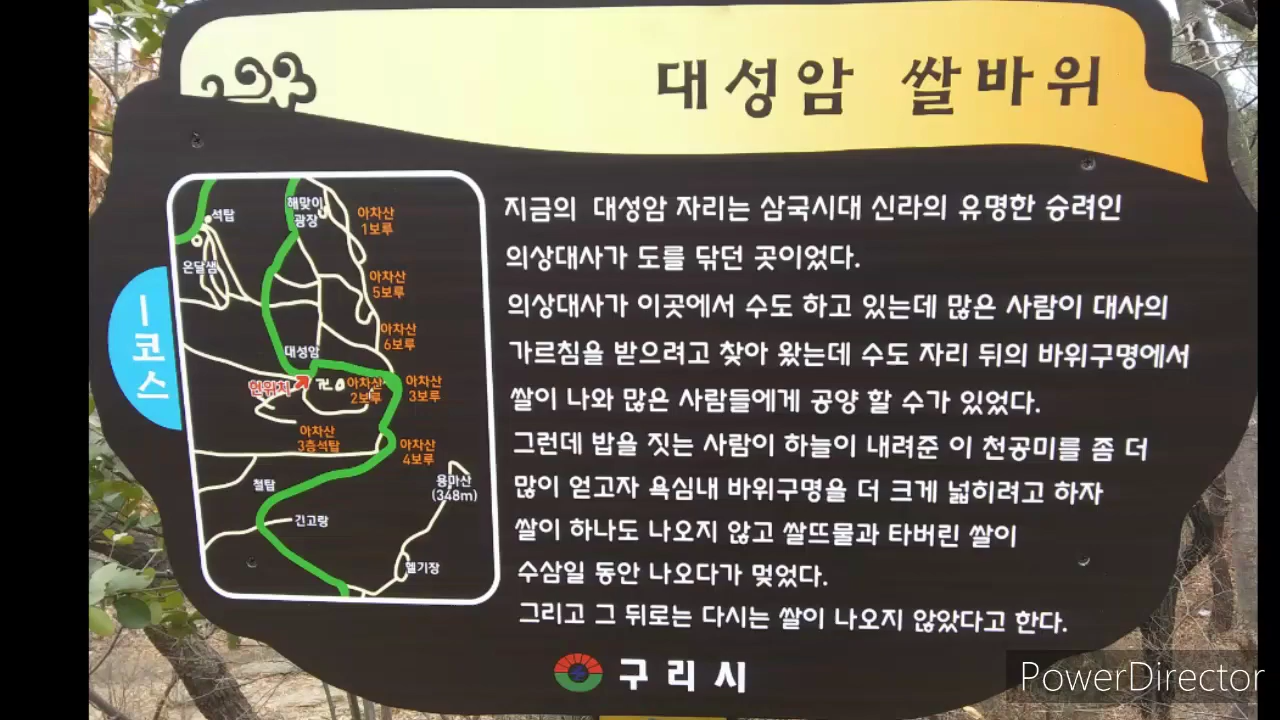 대성암 쌀바위
지금의 대성암 자리는 삼국시대 신라의 유명한 승려인
의상대사가 도를 닦던 곳이었다.
의상대사가 이곳에서 수도 하고 있는데 많은 사람이 대사의
가르침을 받으려고 찾아 왔는데 수도 자리 뒤의 바위구멍에서
쌀이 나와 많은 사람들에게 공양 할 수가 있었다.
그런데 밥을 짓는 사람이 하늘이 내려준 이 천공미를 좀 더
많이 얻고자 욕심내 바위구멍을 더 크게 넓히려고 하자
쌀이 하나도 나오지 않고 쌀뜨물과 타버린 쌀이
수삼일 동안 나오다가 멎었다.
그리고 그 뒤로는 다시는 쌀이 나오지 않았다고 한다.
I코스
석탑
해맞이
광장
아차산
1보루
온달샘
아차산
5보루
아차산
6보루
대성암
현위치
아차산
2보루
아차산
3보루
아차산
3층석탑
아차산
4보루
철탑
용마산
(348m)
긴고랑
헬기장
구리시
PowerDirector